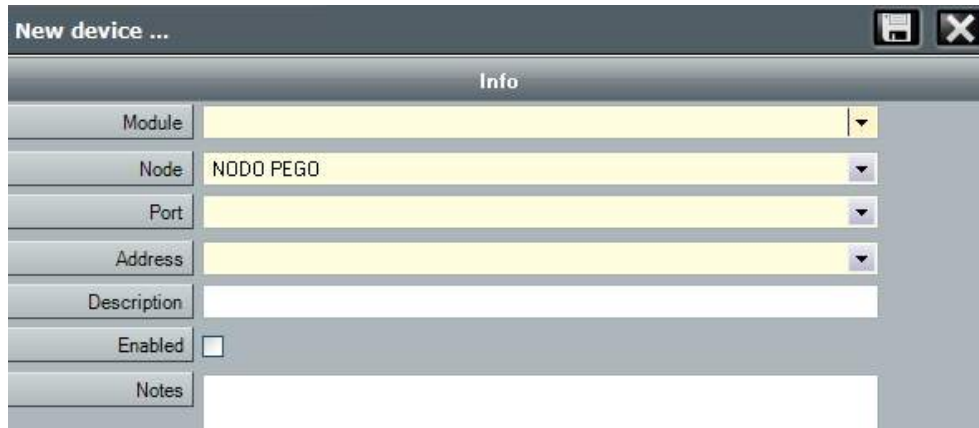 New device ...
Info
Module
Node NODO PEGO
Port
Address
Description
Enabled
Notes